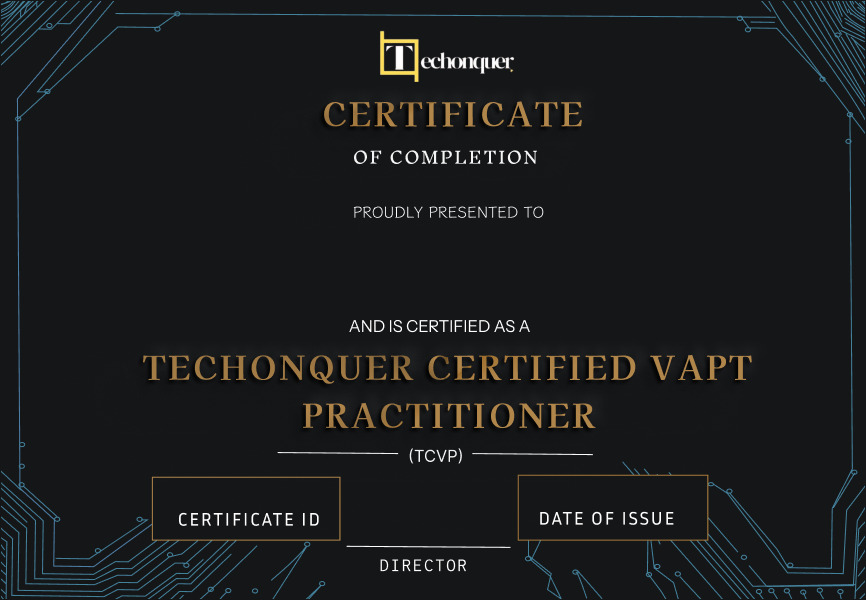 Techonquer
CERTIFICATE
OF COMPLETION
PROUDLY PRESENTED TO
AND IS CERTIFIED AS A
TECHONQUER CERTIFIED VAPT
PRACTITIONER
(TCVP)
CERTIFICATE ID
DATE OF ISSUE
DIRECTOR